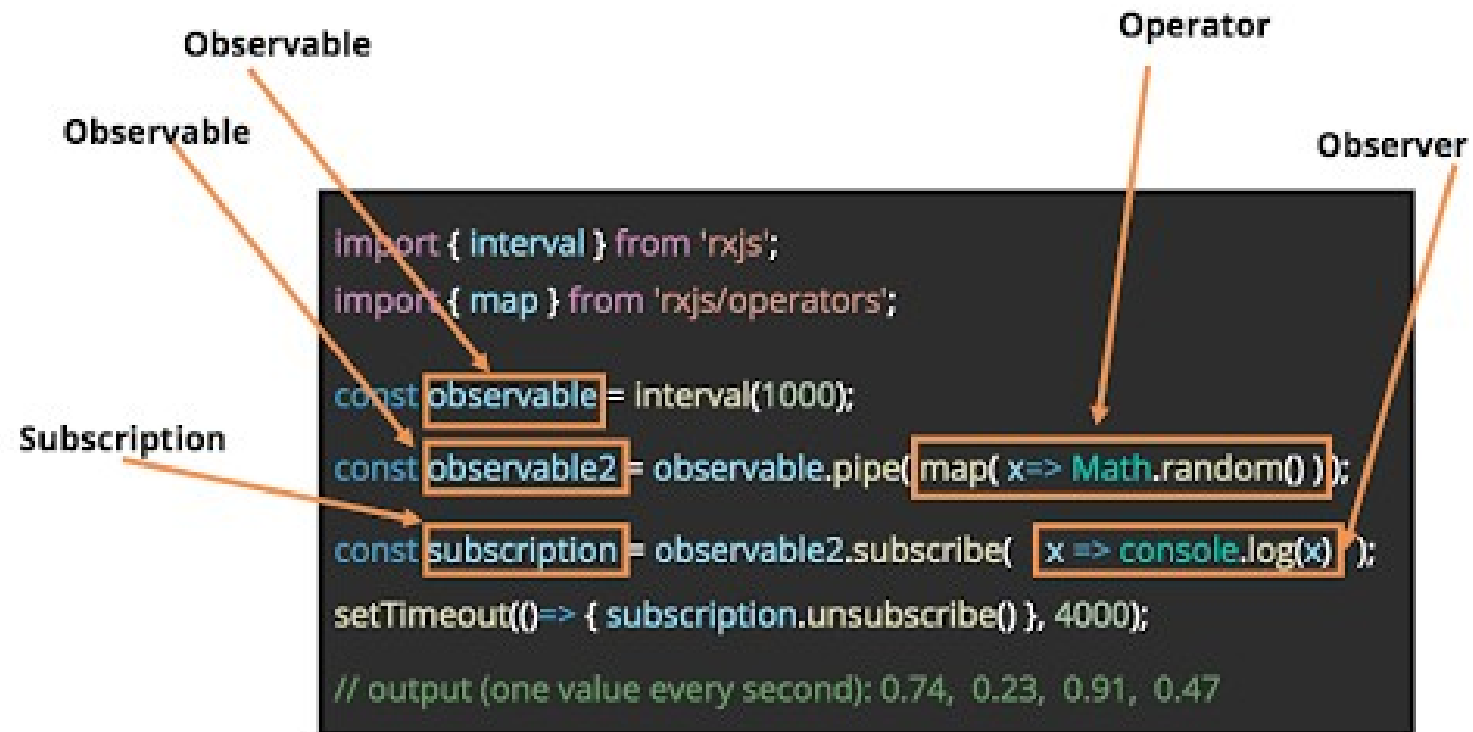 Observable
Operator
Observable
Observer
import { interval } from 'rxjs';
import { map } from 'rxjs/operators';
const observable = interval(1000);
Subscription
const observable2 = observable.pipe( map( x=> Math.random() ) );
const subscription = observable2.subscribe( x => console.log(x) );
setTimeout(()=> { subscription.unsubscribe() }, 4000);
// output (one value every second): 0.74, 0.23, 0.91, 0.47